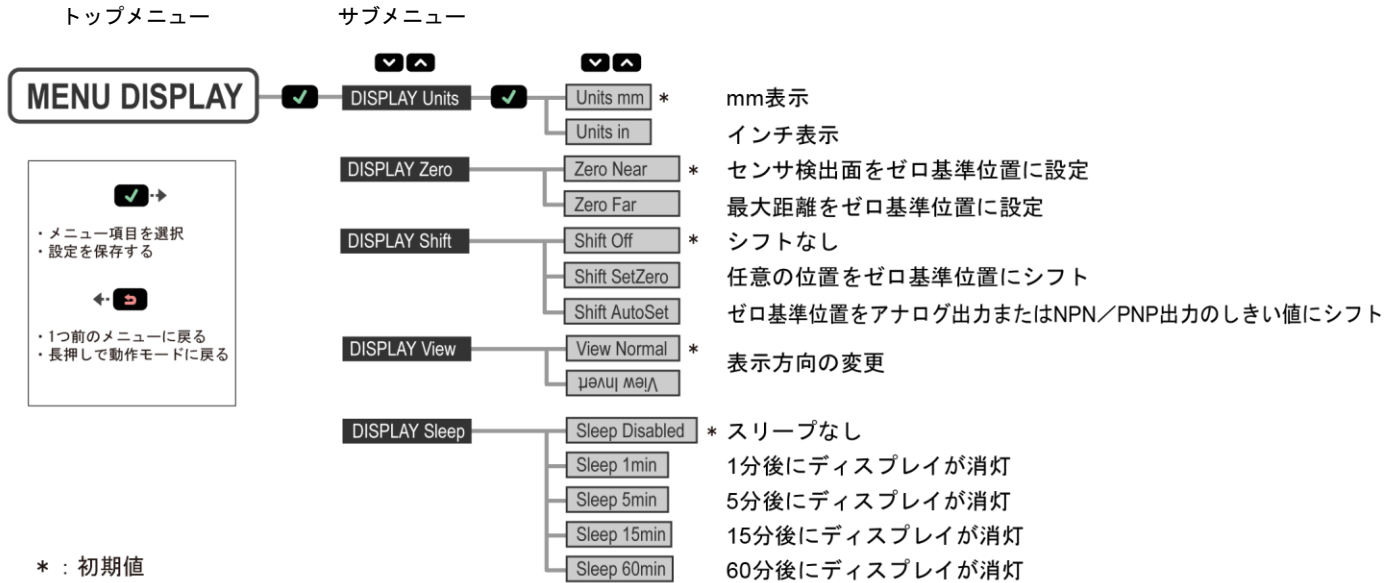 トップメニュー サブメニュー
MENU DISPLAY DISPLAY Units Units mm * mm表示
Units in インチ表示
DISPLAY Zero Zero Near * センサ検出面をゼロ基準位置に設定
Zero Far 最大距離をゼロ基準位置に設定
DISPLAY Shift Shift Off * シフトなし
Shift SetZero 任意の位置をゼロ基準位置にシフト
Shift AutoSet ゼロ基準位置をアナログ出力またはNPN／PNP出力のしきい値にシフト
DISPLAY View View Normal * 表示方向の変更
View Invert
DISPLAY Sleep Sleep Disabled * スリープなし
Sleep 1min 1分後にディスプレイが消灯
Sleep 5min 5分後にディスプレイが消灯
Sleep 15min 15分後にディスプレイが消灯
Sleep 60min 60分後にディスプレイが消灯
・メニュー項目を選択
・設定を保存する
・1つ前のメニューに戻る
・長押しで動作モードに戻る
*：初期値